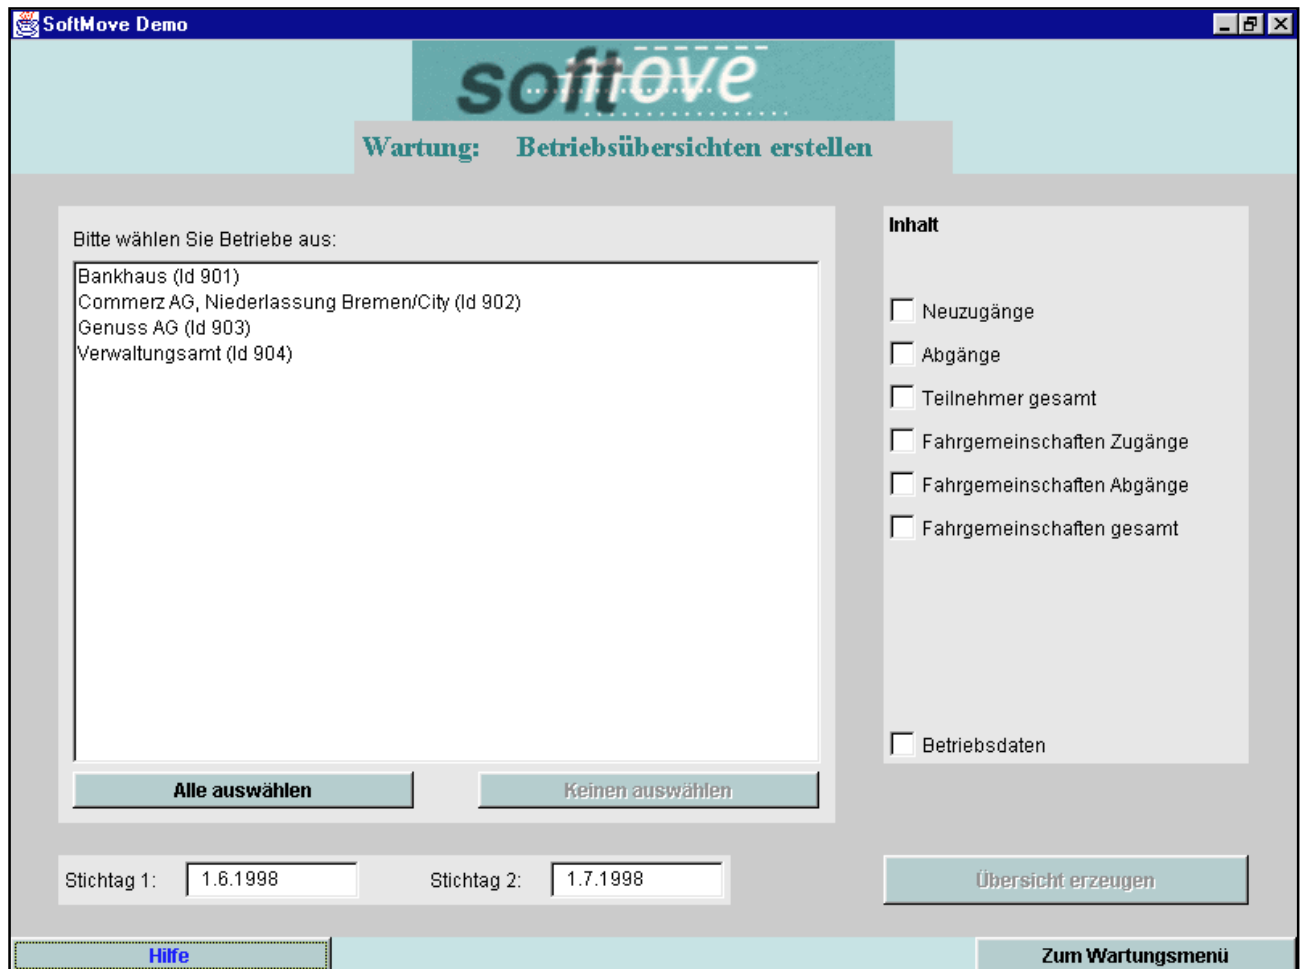 SoftMove Demo
softmove
Wartung: Betriebsübersichten erstellen
Bitte wählen Sie Betriebe aus:
Bankhaus (Id 901)
Commerz AG, Niederlassung Bremen/City (Id 902)
Genuss AG (Id 903)
Verwaltungsamt (Id 904)
Alle auswählen
Keinen auswählen
Inhalt
Neuzugänge
Abgänge
Teilnehmer gesamt
Fahrgemeinschaften Zugänge
Fahrgemeinschaften Abgänge
Fahrgemeinschaften gesamt
Betriebsdaten
Stichtag 1: 1.6.1998
Stichtag 2: 1.7.1998
Übersicht erzeugen
Hilfe
Zum Wartungsmenü